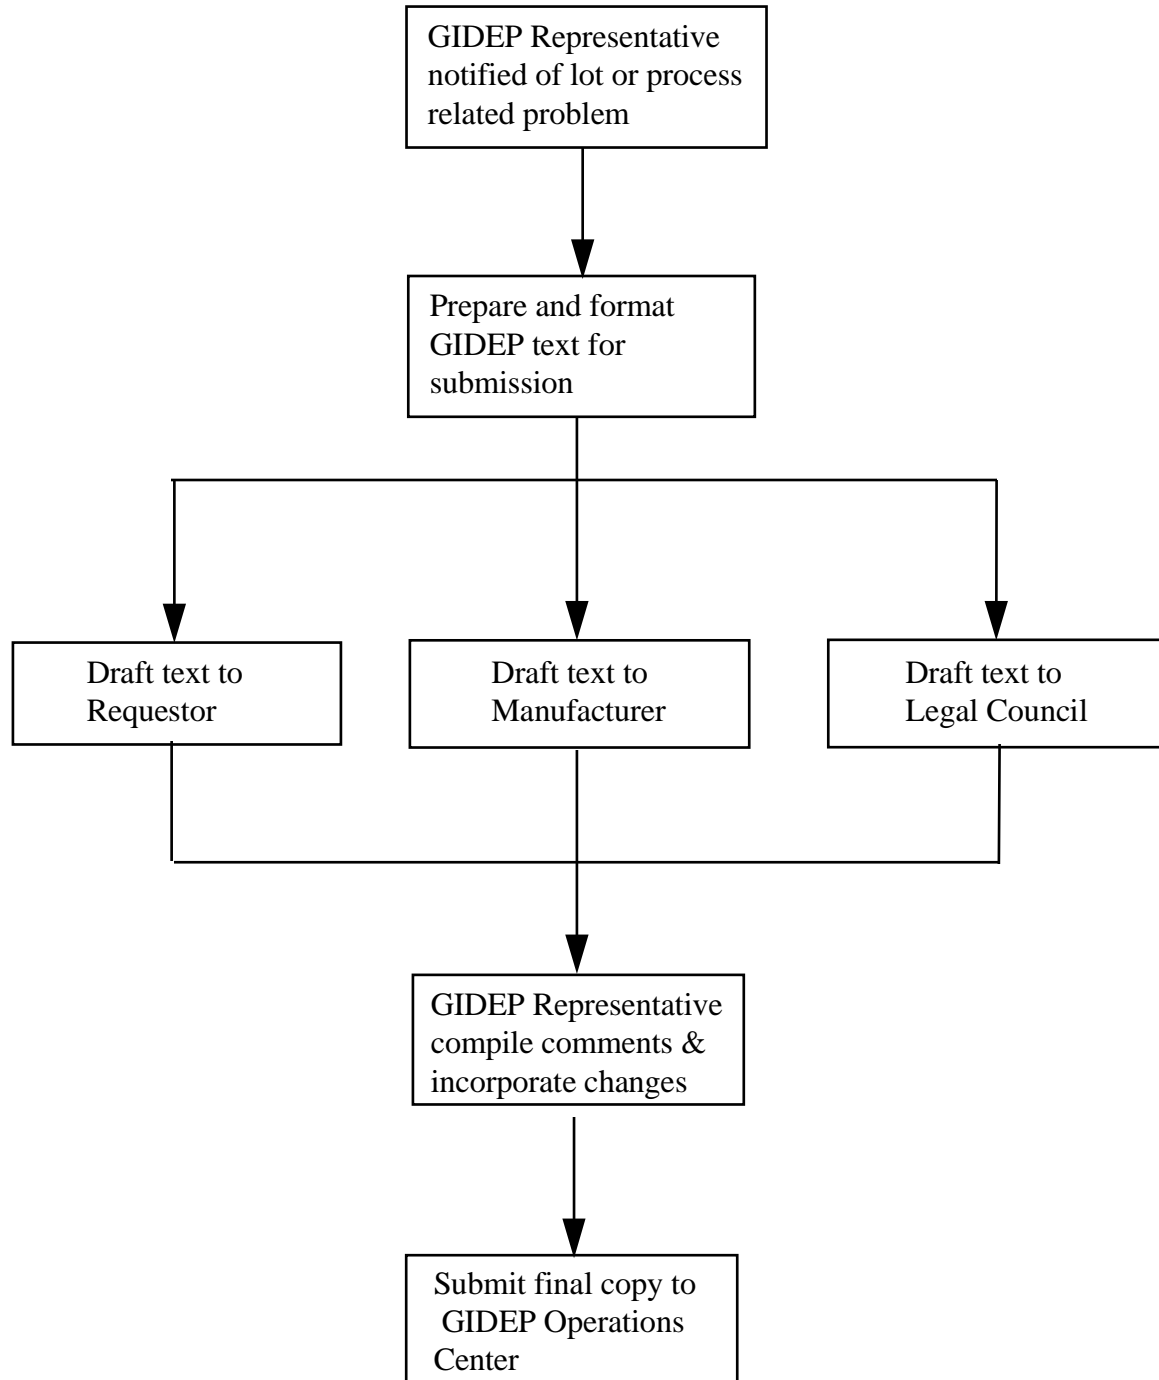 GIDEP Representative
notified of lot or process
related problem
Prepare and format
GIDEP text for
submission
Draft text to
Requestor
Draft text to
Manufacturer
Draft text to
Legal Council
GIDEP Representative
compile comments &
incorporate changes
Submit final copy to
GIDEP Operations
Center